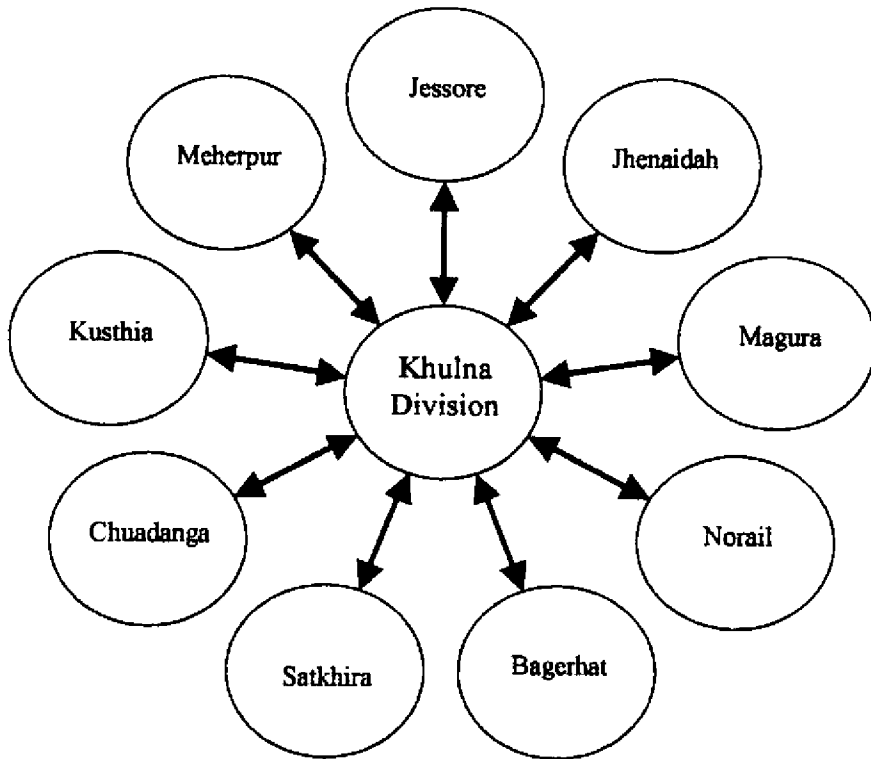 Jessore
Jhenaidah
Meherpur
Magura
Kusthia
Khulna
Division
Norail
Chuadanga
Bagerhat
Satkhira